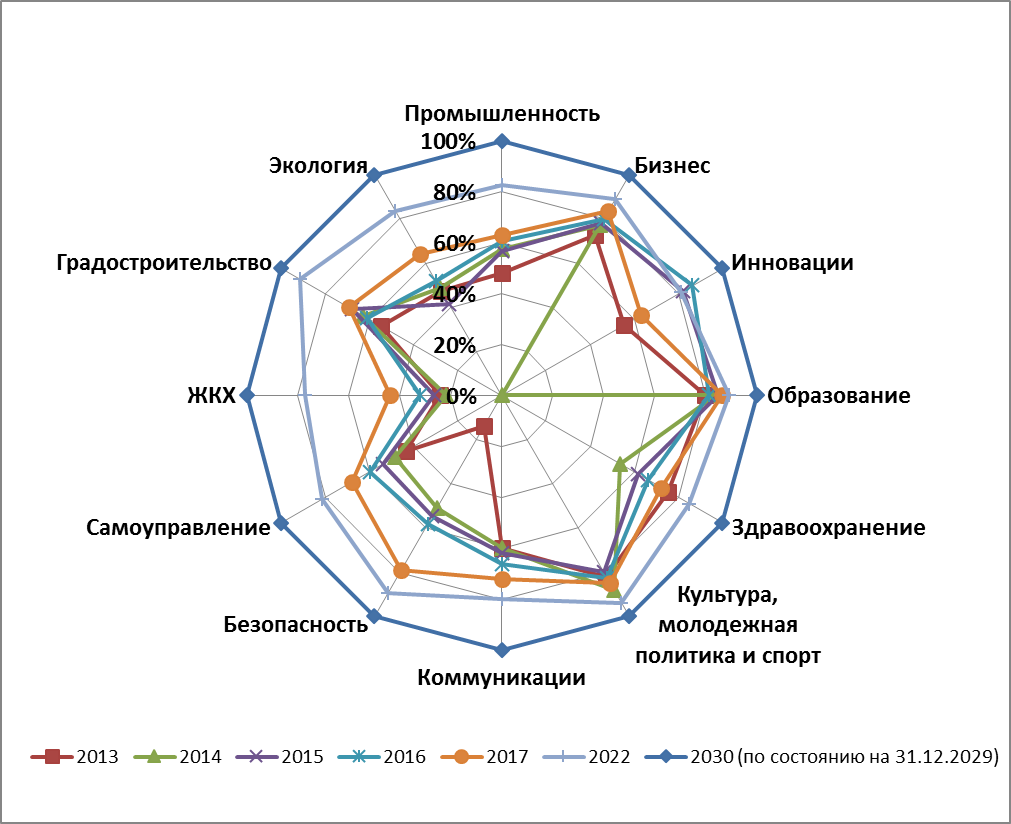 Промышленность
100%
Экология
Бизнес
80%
60%
Градостроительство
Инновации
40%
20%
ЖКХ
0%
Образование
Самоуправление
Здравоохранение
Культура,
молодежная
политика и спорт
Безопасность
Коммуникации
2013 2014 2015 2016 2017 2022 2030 (по состоянию на 31.12.2029)